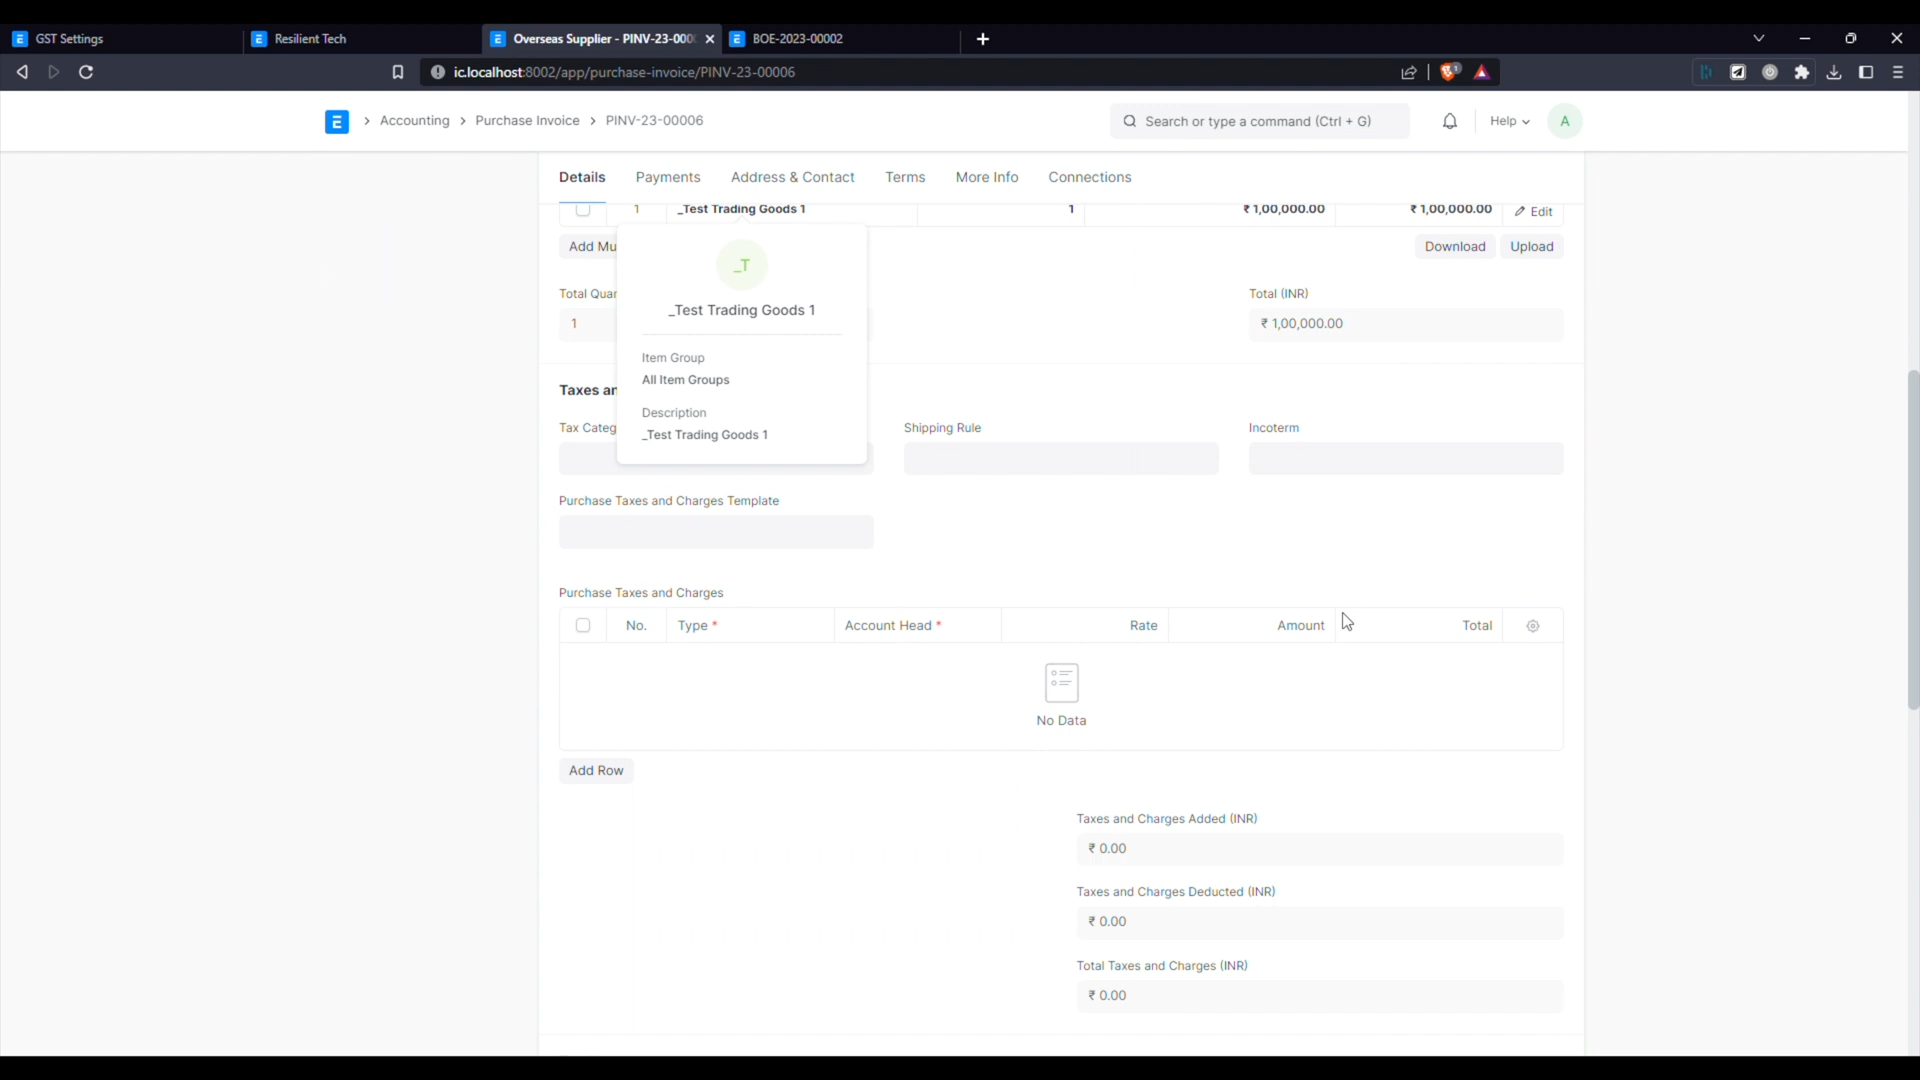 GST Settings
Resilient Tech
Overseas Supplier - PINV-23-000
BOE-2023-00002
ic.localhost:8002/app/purchase-invoice/PINV-23-00006
E
Accounting
Purchase Invoice
PINV-23-00006
Search or type a command (Ctrl + G)
Help
A
Details
Payments
Address & Contact
Terms
More Info
Connections
1
_Test Trading Goods 1
1
₹ 1,00,000.00
₹ 1,00,000.00
Edit
Add Mu
Download
Upload
_T
_Test Trading Goods 1
Item Group
All Item Groups
Description
_Test Trading Goods 1
Total Quan
1
Total (INR)
₹ 1,00,000.00
Taxes an
Tax Categ
Shipping Rule
Incoterm
Purchase Taxes and Charges Template
Purchase Taxes and Charges
No.
Type *
Account Head *
Rate
Amount
Total
No Data
Add Row
Taxes and Charges Added (INR)
₹ 0.00
Taxes and Charges Deducted (INR)
₹ 0.00
Total Taxes and Charges (INR)
₹ 0.00